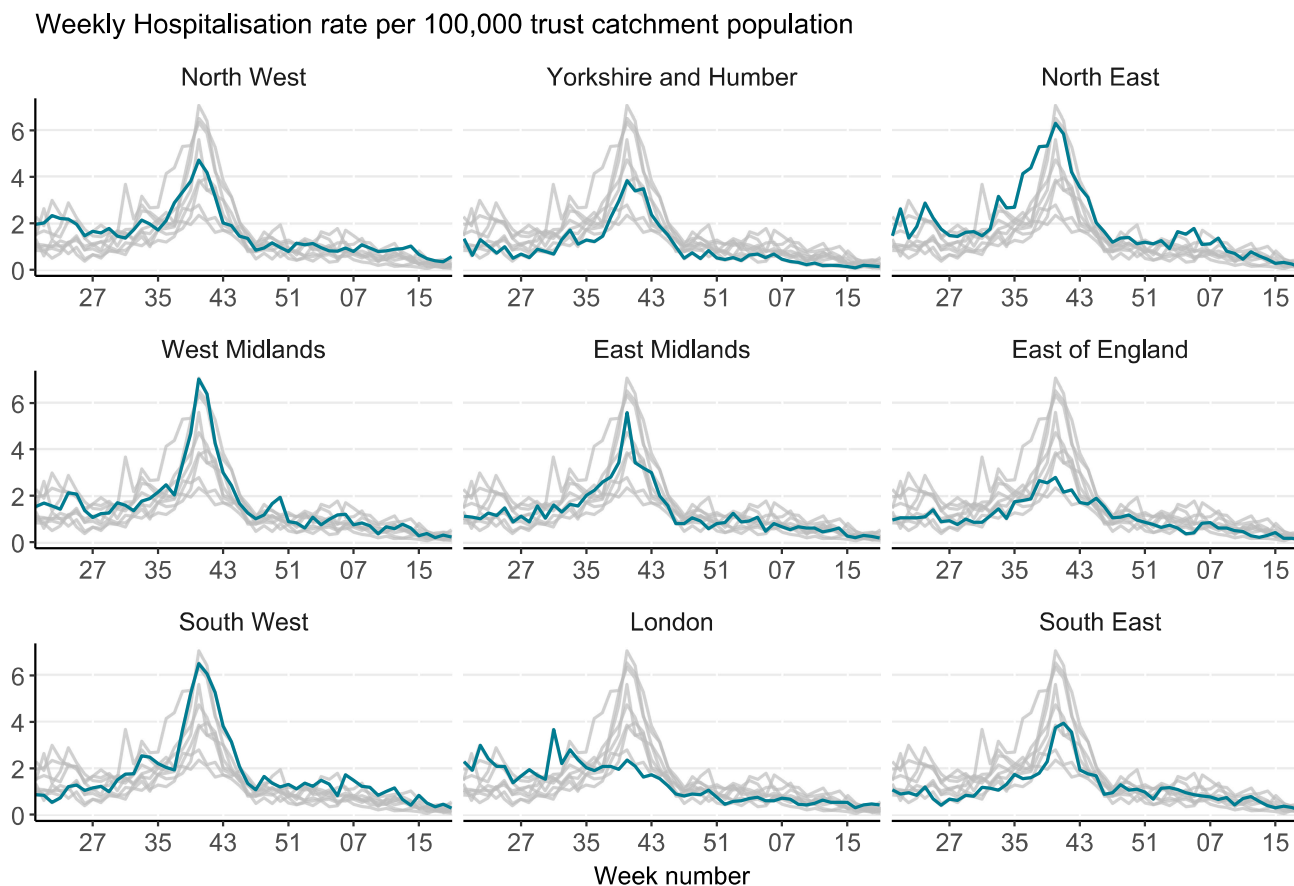 Weekly Hospitalisation rate per 100,000 trust catchment population
North West Yorkshire and Humber North East
6
4
2
0
27 35 43 51 07 15 27 35 43 51 07 15 27 35 43 51 07 15
West Midlands East Midlands East of England
6
4
2
0
27 35 43 51 07 15 27 35 43 51 07 15 27 35 43 51 07 15
South West London South East
6
4
2
0
27 35 43 51 07 15 27 35 43 51 07 15 27 35 43 51 07 15
Week number